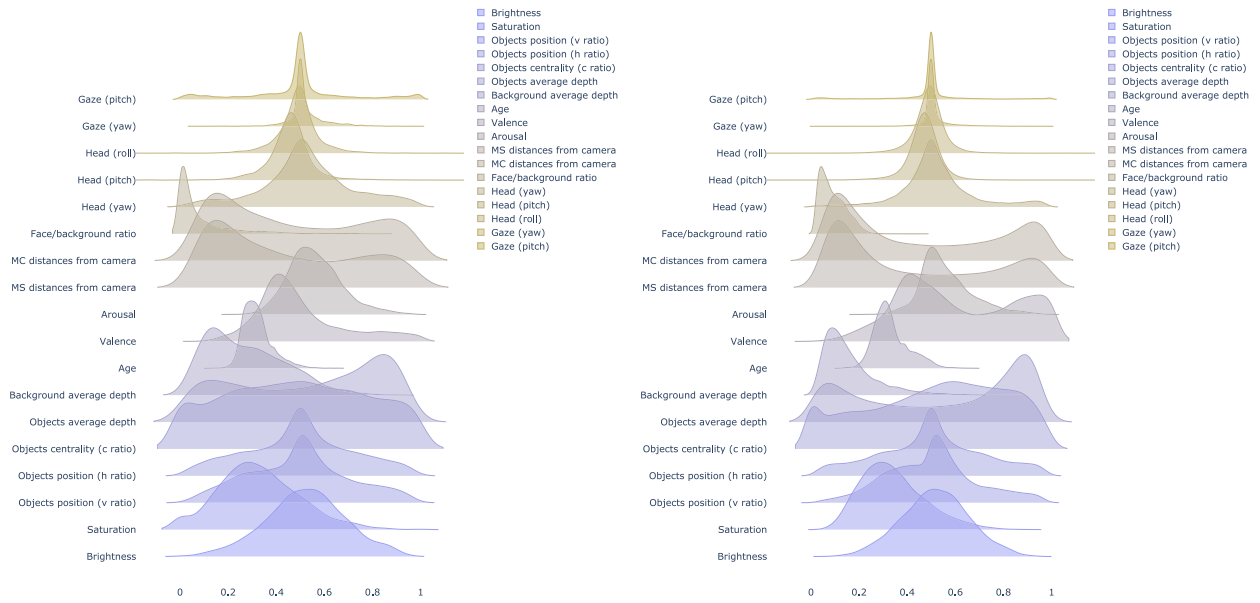 Gaze (pitch)
Gaze (yaw)
Head (roll)
Head (pitch)
Head (yaw)
Face/background ratio
MC distances from camera
MS distances from camera
Arousal
Valence
Age
Background average depth
Objects average depth
Objects centrality (c ratio)
Objects position (h ratio)
Objects position (v ratio)
Saturation
Brightness
0 0.2 0.4 0.6 0.8 1
Brightness
Saturation
Objects position (v ratio)
Objects position (h ratio)
Objects centrality (c ratio)
Objects average depth
Background average depth
Age
Valence
Arousal
MS distances from camera
MC distances from camera
Face/background ratio
Head (yaw)
Head (pitch)
Head (roll)
Gaze (yaw)
Gaze (pitch)
Gaze (pitch)
Gaze (yaw)
Head (roll)
Head (pitch)
Head (yaw)
Face/background ratio
MC distances from camera
MS distances from camera
Arousal
Valence
Age
Background average depth
Objects average depth
Objects centrality (c ratio)
Objects position (h ratio)
Objects position (v ratio)
Saturation
Brightness
0 0.2 0.4 0.6 0.8 1
Brightness
Saturation
Objects position (v ratio)
Objects position (h ratio)
Objects centrality (c ratio)
Objects average depth
Background average depth
Age
Valence
Arousal
MS distances from camera
MC distances from camera
Face/background ratio
Head (yaw)
Head (pitch)
Head (roll)
Gaze (yaw)
Gaze (pitch)